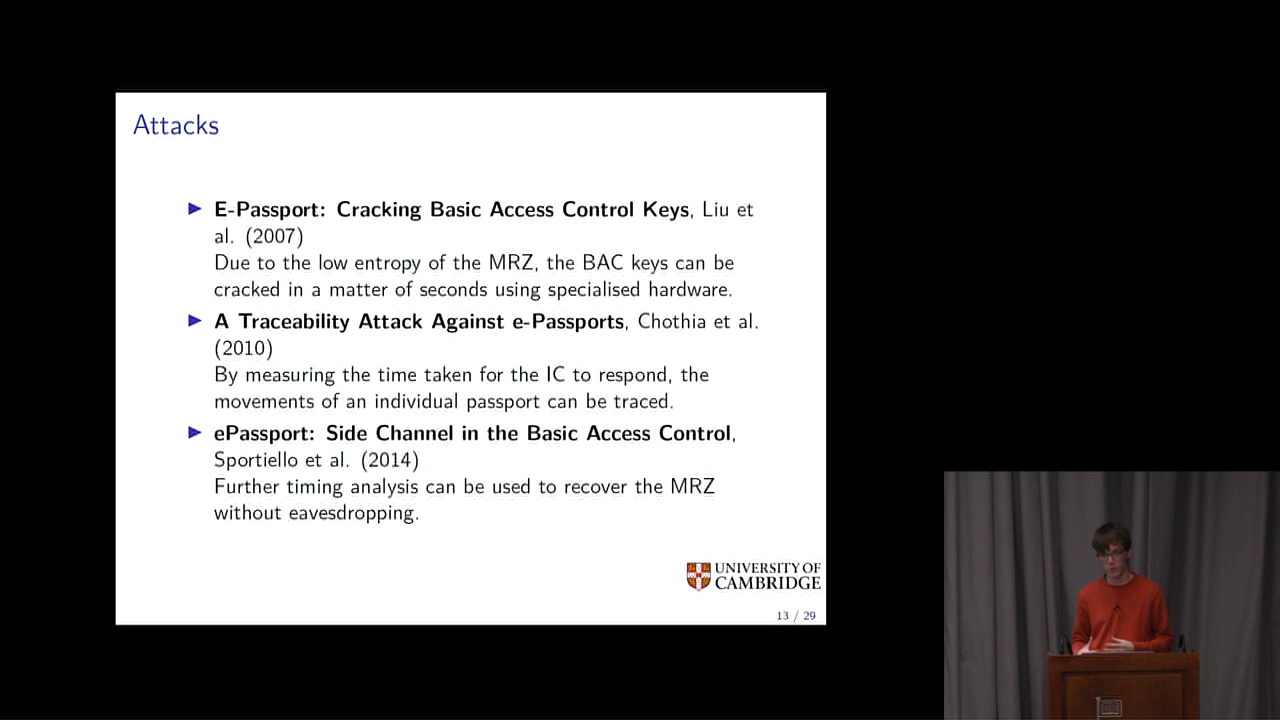 Attacks
▶ E-Passport: Cracking Basic Access Control Keys, Liu et
al. (2007)
Due to the low entropy of the MRZ, the BAC keys can be
cracked in a matter of seconds using specialised hardware.
▶ A Traceability Attack Against e-Passports, Chothia et al.
(2010)
By measuring the time taken for the IC to respond, the
movements of an individual passport can be traced.
▶ ePassport: Side Channel in the Basic Access Control,
Sportiello et al. (2014)
Further timing analysis can be used to recover the MRZ
without eavesdropping.
UNIVERSITY OF
CAMBRIDGE
13 / 29